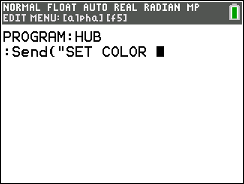 NORMAL FLOAT AUTO REAL RADIAN MP
EDIT MENU:[alpha][f5]
PROGRAM:HUB
:Send("SET COLOR